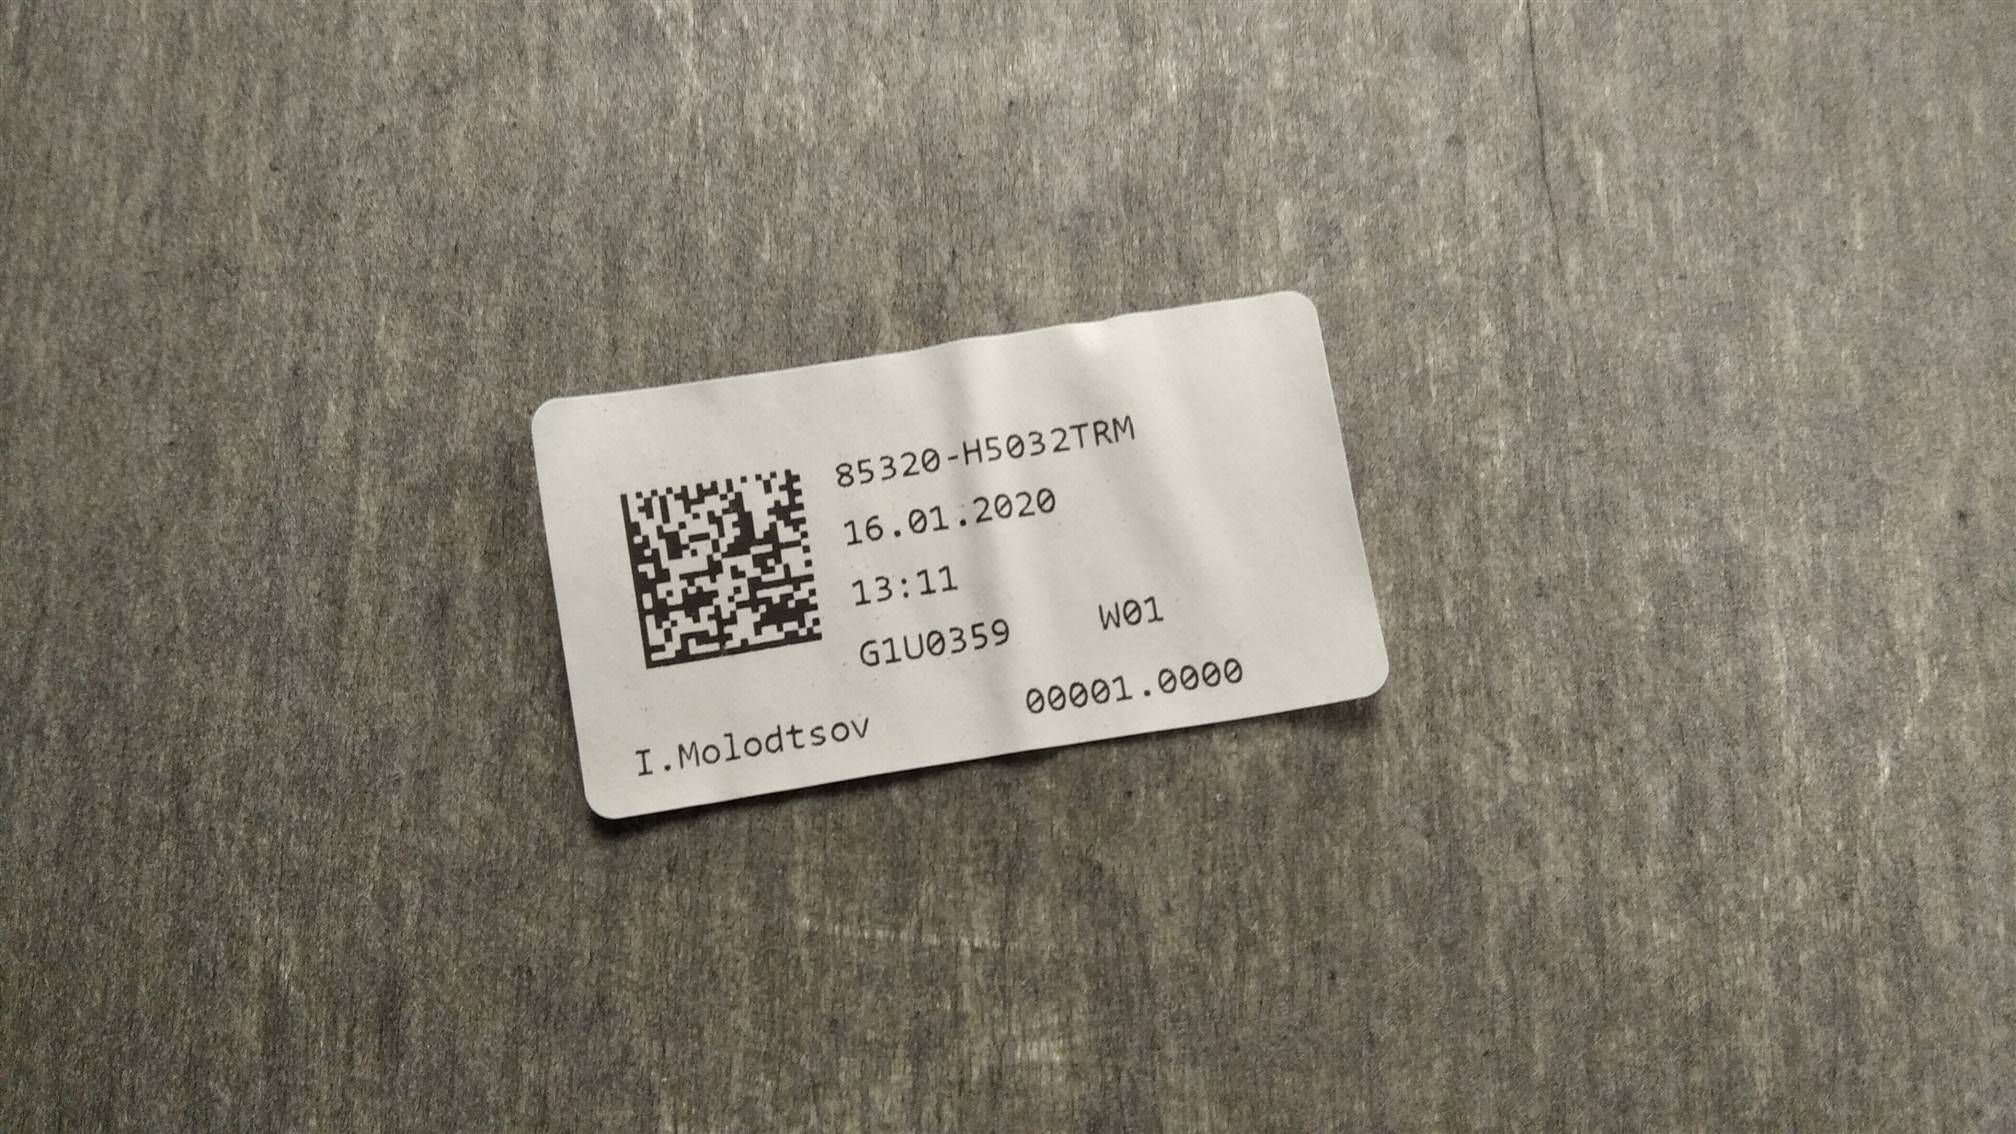 85320-H5032TRM
16.01.2020
13:11
G1U0359 W01
00001.0000
I.Molodtsov